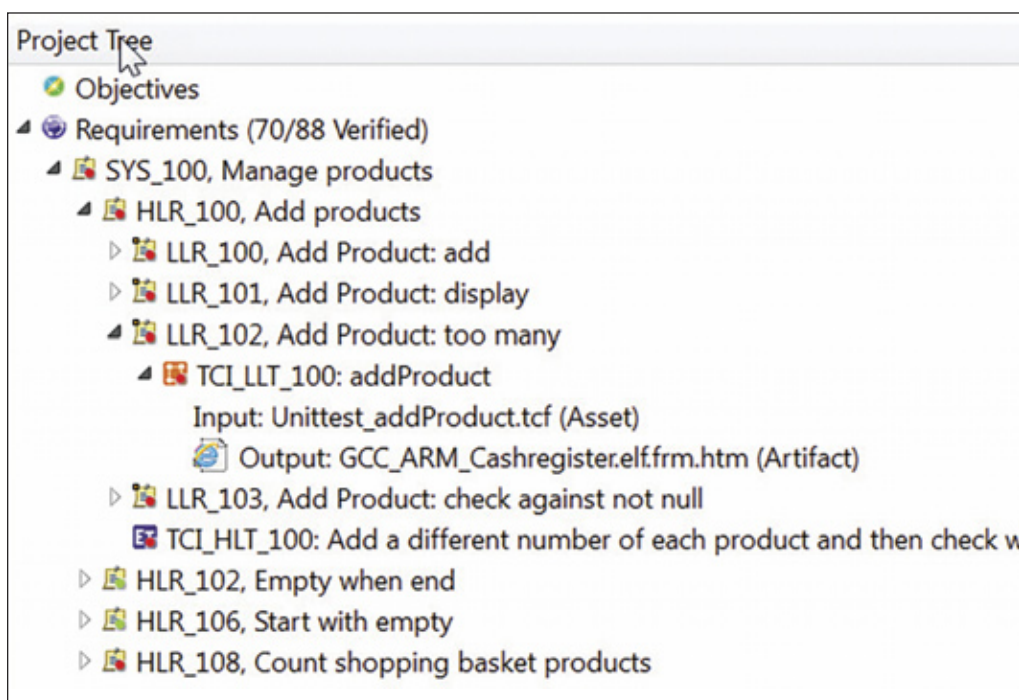 Project Tree
Objectives
Requirements (70/88 Verified)
SYS_100, Manage products
HLR_100, Add products
LLR_100, Add Product: add
LLR_101, Add Product: display
LLR_102, Add Product: too many
TCI_LLT_100: addProduct
Input: Unittest_addProduct.tcf (Asset)
Output: GCC_ARM_Cashregister.elf.frm.htm (Artifact)
LLR_103, Add Product: check against not null
TCI_HLT_100: Add a different number of each product and then check w
HLR_102, Empty when end
HLR_106, Start with empty
HLR_108, Count shopping basket products